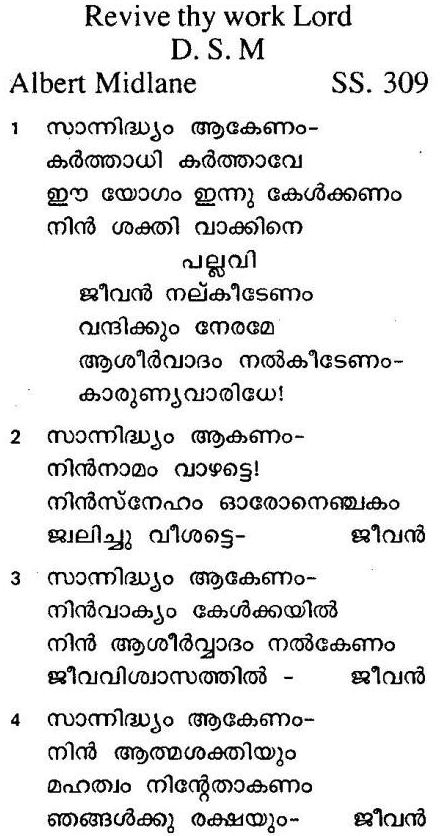 Revive thy work Lord
D. S. M
Albert Midlane SS. 309
1 സാന്നിദ്ധ്യം ആകേണം-
കർത്താധി കർത്താവേ
ഈ യോഗം ഇന്നു കേൾക്കണം
നിൻ ശക്തി വാക്കിനെ
പല്ലവി
ജീവൻ നല്കീടേണം
വന്ദിക്കും നേരമേ
ആശീർവാദം നൽകീടേണം-
കാരുണ്യവാരിധേ!
2 സാന്നിദ്ധ്യം ആകണം-
നിൻനാമം വാഴട്ടെ!
നിൻസ്നേഹം ഓരോനെഞ്ചകം
ജ്വലിച്ചു വീശട്ടെ- ജീവൻ
3 സാന്നിദ്ധ്യം ആകേണം-
നിൻവാക്യം കേൾക്കയിൽ
നിൻ ആശീർവ്വാദം നൽകേണം
ജീവവിശ്വാസത്തിൽ - ജീവൻ
4 സാന്നിദ്ധ്യം ആകേണം-
നിൻ ആത്മശക്തിയും
മഹത്വം നിന്റേതാകണം
ഞങ്ങൾക്കു രക്ഷയും- ജീവൻ